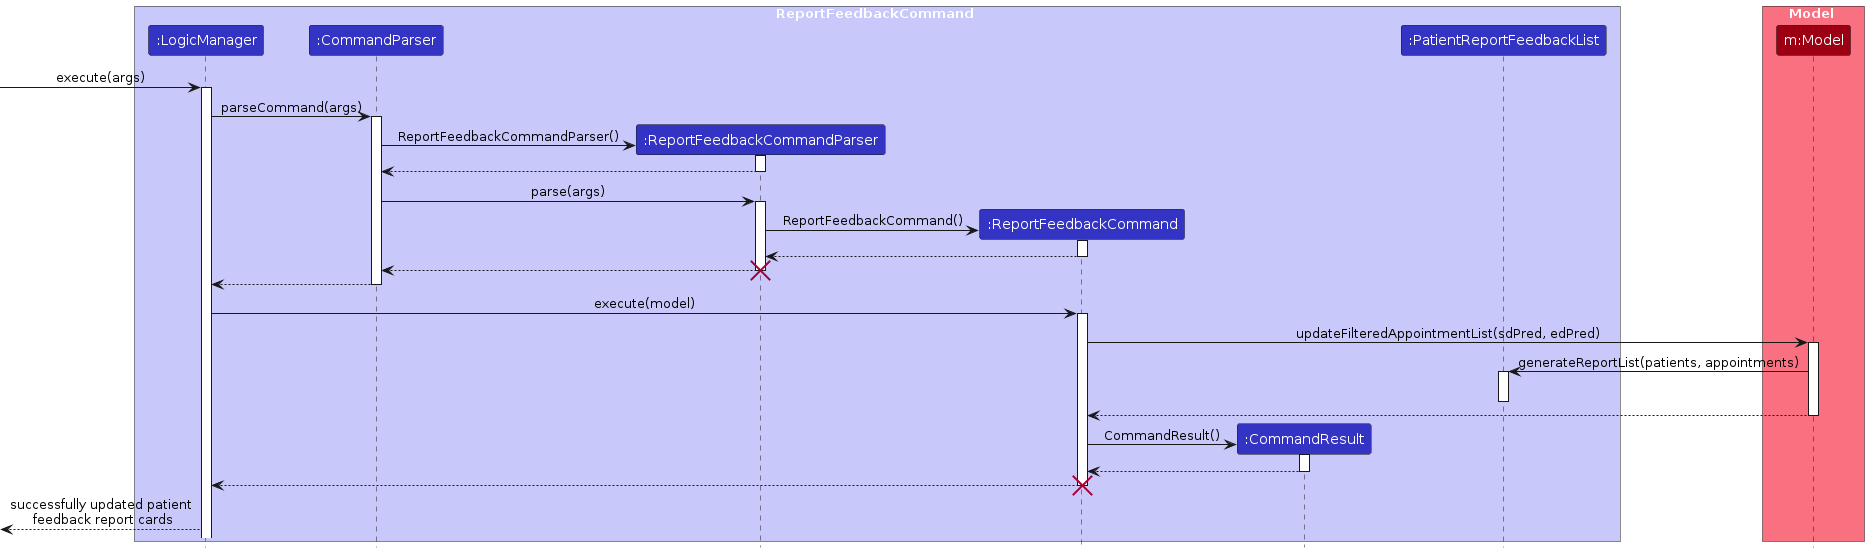 ReportFeedbackCommand
Model
:LogicManager
:CommandParser
:PatientReportFeedbackList
m:Model
execute(args)
parseCommand(args)
ReportFeedbackCommandParser()
:ReportFeedbackCommandParser
parse(args)
ReportFeedbackCommand()
:ReportFeedbackCommand
execute(model)
updateFilteredAppointmentList(sdPred, edPred)
generateReportList(patients, appointments)
CommandResult()
:CommandResult
successfully updated patient
feedback report cards